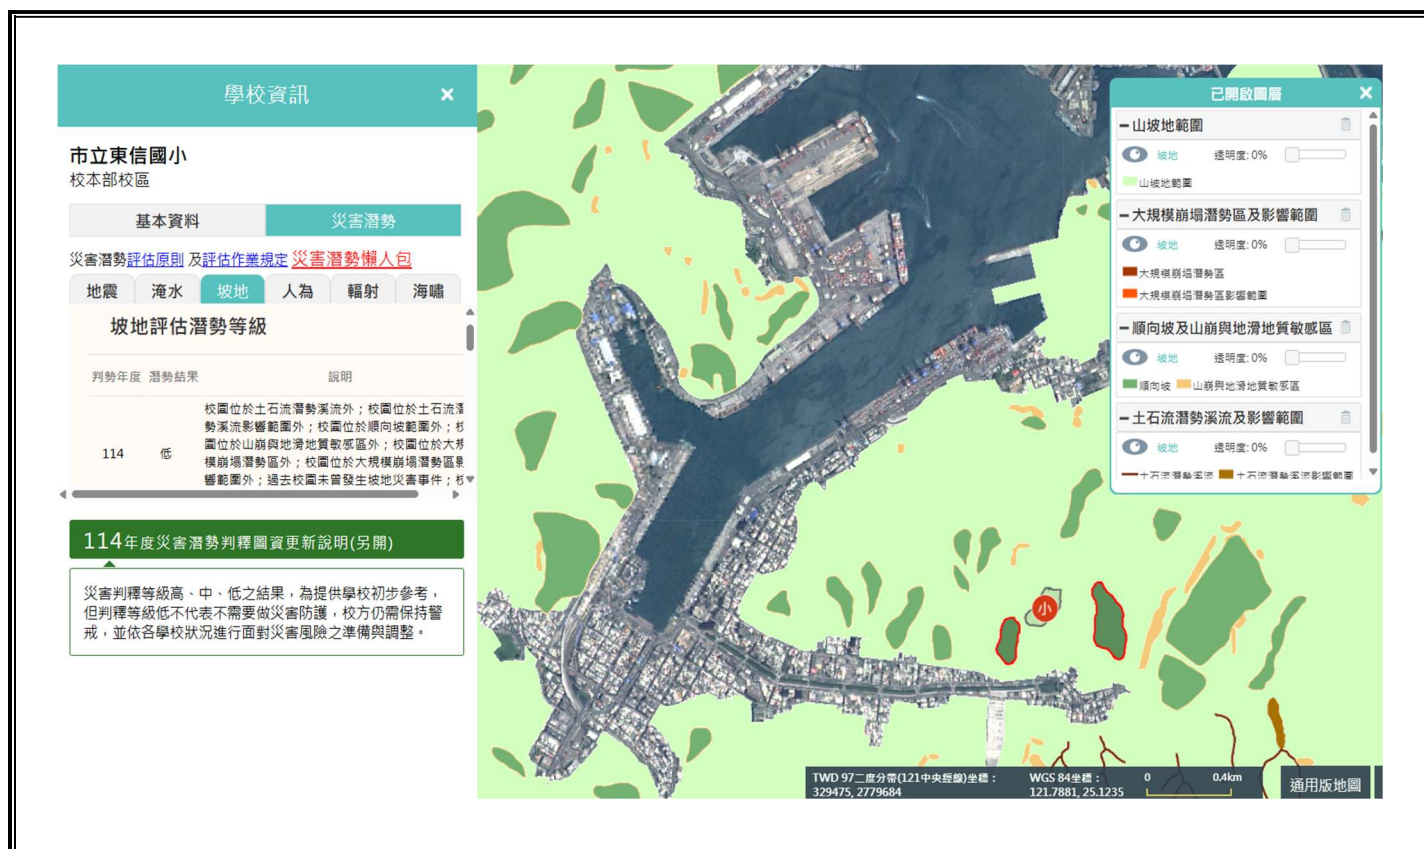 學校資訊
市立東信國小
校本部校區
基本資料
災害潛勢
災害潛勢評估原則 及評估作業規定 災害潛勢懶人包
地震 淹水 坡地 人為 輻射 海嘯
坡地評估潛勢等級
判勢年度 潛勢結果 說明
校園位於土石流潛勢溪流外；校園位於土石流潛
勢溪流影響範圍外；校園位於順向坡範圍外；校
園位於山崩與地滑地質敏感區外；校園位於大規
模崩塌潛勢區外；校園位於大規模崩塌潛勢區影
響範圍外；過去校園未曾發生坡地災害事件；校
114 低
114年度災害潛勢判釋圖資更新說明(另開)
災害判釋等級高、中、低之結果，為提供學校初步參考，
但判釋等級低不代表不需要做災害防護，校方仍需保持警
戒，並依各學校狀況進行面對災害風險之準備與調整。
小
已開啟圖層
山坡地範圍
坡地 透明度: 0%
山坡地範圍
大規模崩塌潛勢區及影響範圍
坡地 透明度: 0%
大規模崩塌潛勢區
大規模崩塌潛勢區影響範圍
順向坡及山崩與地滑地質敏感區
坡地 透明度: 0%
順向坡 山崩與地滑地質敏感區
土石流潛勢溪流及影響範圍
坡地 透明度: 0%
土石流潛勢溪流 土石流潛勢溪流影響範圍
TWD 97二度分帶(121中央經線)坐標：
329475, 2779684
WGS 84坐標：
121.7881, 25.1235
0 0.4km
通用版地圖